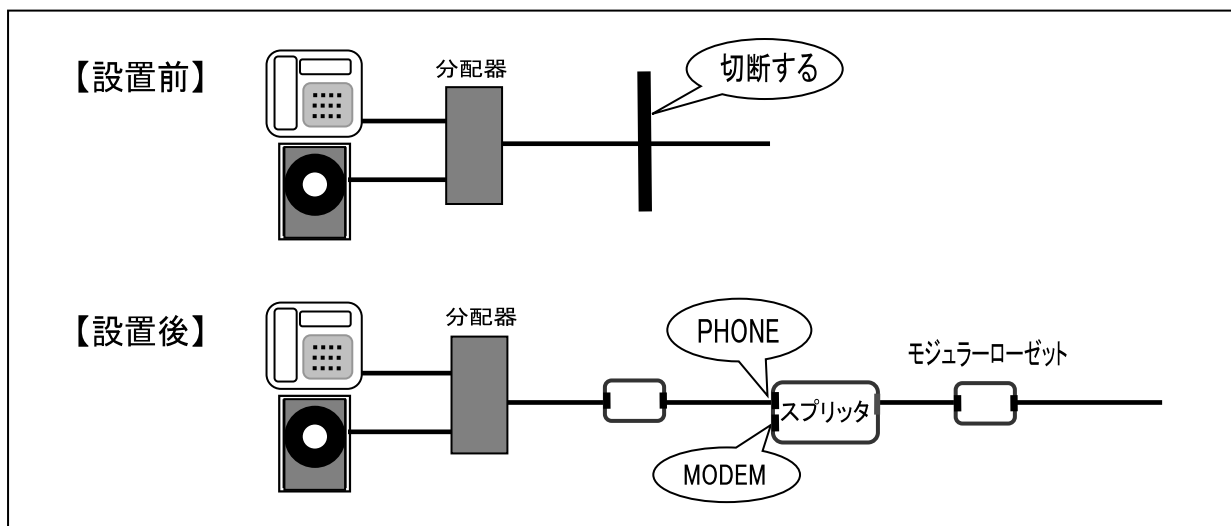 【設置前】
分配器
切断する
【設置後】
分配器
PHONE
モジュラーローゼット
スプリッタ
MODEM